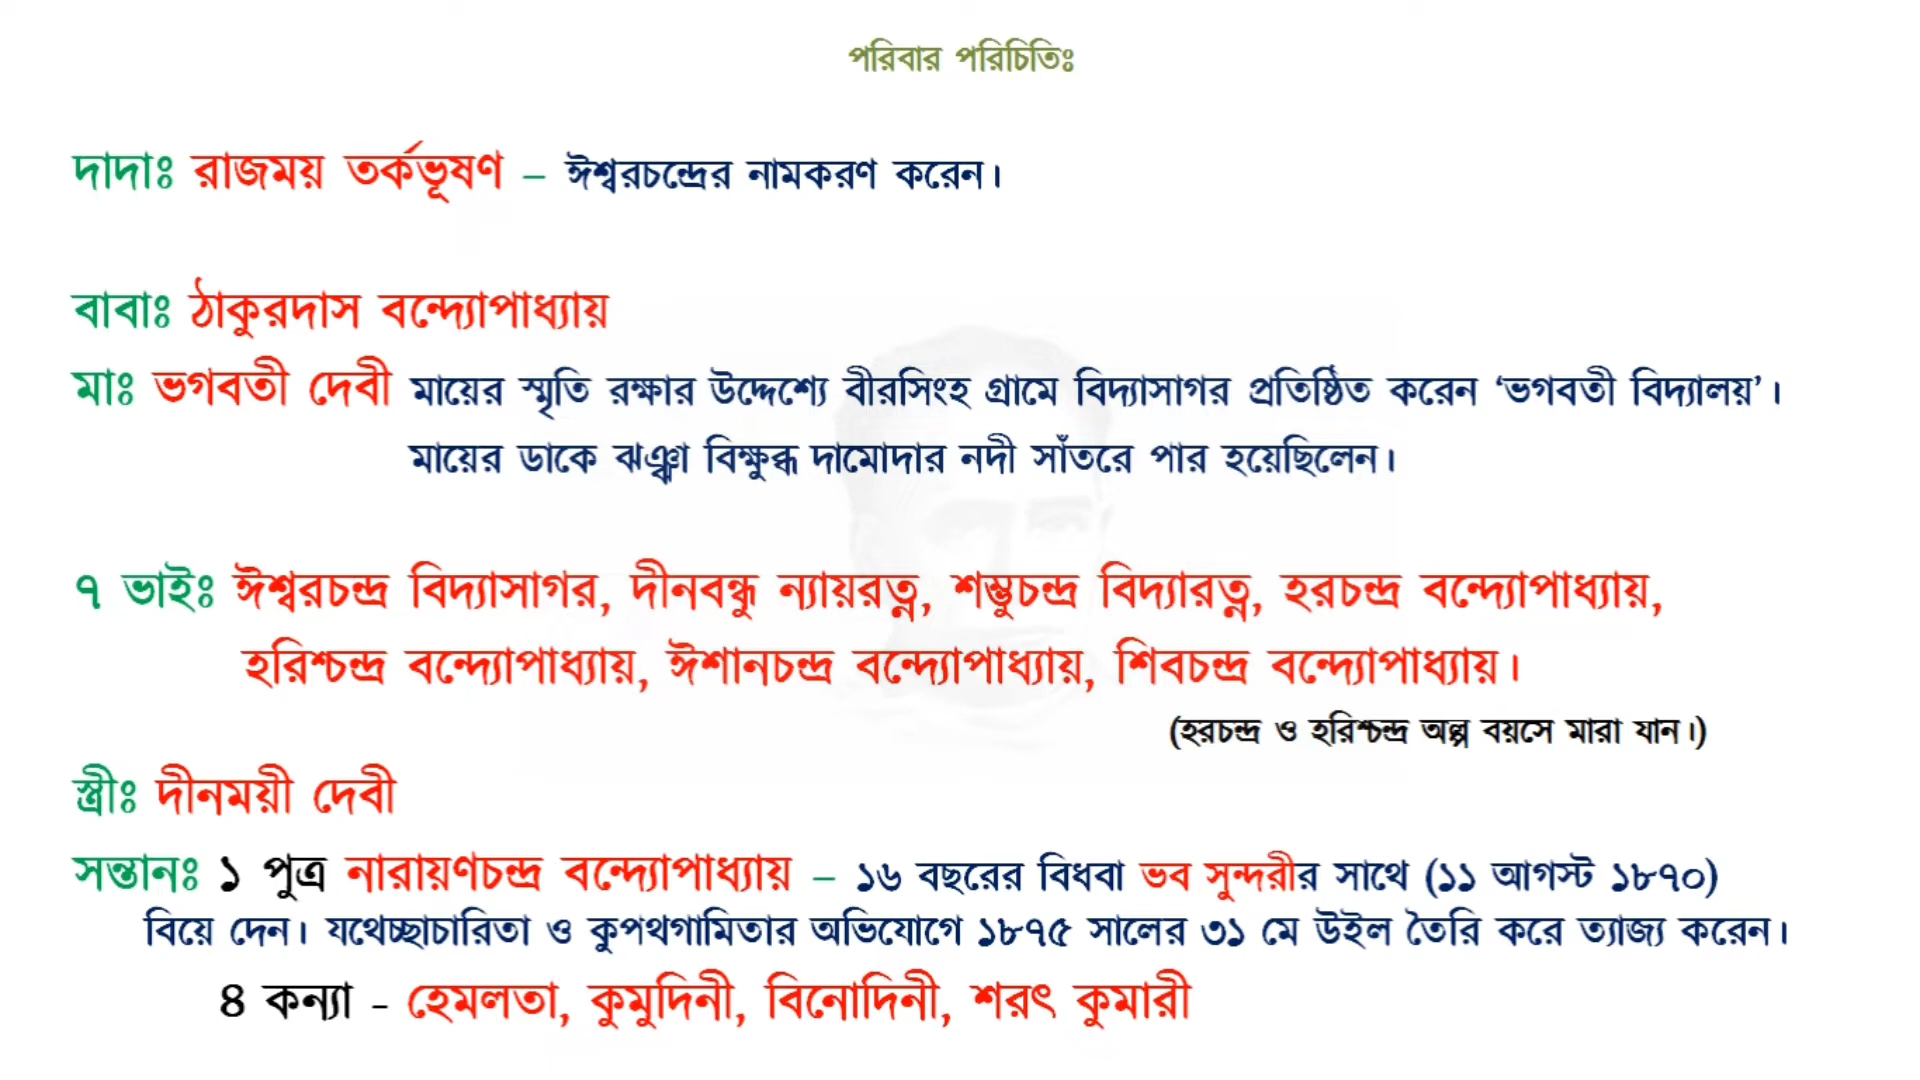 পরিবার পরিচিতিঃ
দাদাঃ রাজময় তর্কভূষণ – ঈশ্বরচন্দ্রের নামকরণ করেন।
বাবাঃ ঠাকুরদাস বন্দ্যোপাধ্যায়
মাঃ ভগবতী দেবী মায়ের স্মৃতি রক্ষার উদ্দেশ্যে বীরসিংহ গ্রামে বিদ্যাসাগর প্রতিষ্ঠিত করেন ‘ভগবতী বিদ্যালয়’।
মায়ের ডাকে ঝঞ্ঝা বিক্ষুব্ধ দামোদার নদী সাঁতরে পার হয়েছিলেন।
৭ ভাইঃ ঈশ্বরচন্দ্র বিদ্যাসাগর, দীনবন্ধু ন্যায়রত্ন, শম্ভুচন্দ্র বিদ্যারত্ন, হরচন্দ্র বন্দ্যোপাধ্যায়,
হরিশ্চন্দ্র বন্দ্যোপাধ্যায়, ঈশানচন্দ্র বন্দ্যোপাধ্যায়, শিবচন্দ্র বন্দ্যোপাধ্যায়।
(হরচন্দ্র ও হরিশ্চন্দ্র অল্প বয়সে মারা যান।)
স্ত্রীঃ দীনময়ী দেবী
সন্তানঃ ১ পুত্র নারায়ণচন্দ্র বন্দ্যোপাধ্যায় – ১৬ বছরের বিধবা ভব সুন্দরীর সাথে (১১ আগস্ট ১৮৭০)
বিয়ে দেন। যথেচ্ছাচারিতা ও কুপথগামিতার অভিযোগে ১৮৭৫ সালের ৩১ মে উইল তৈরি করে ত্যাজ্য করেন।
৪ কন্যা - হেমলতা, কুমুদিনী, বিনোদিনী, শরৎ কুমারী